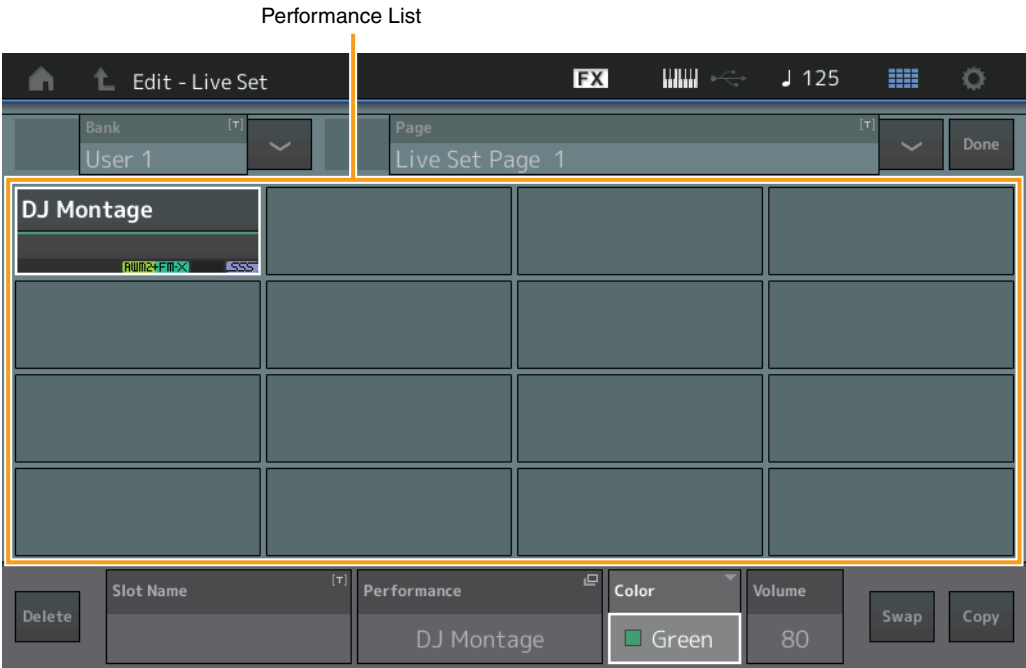 Performance List
Edit - Live Set
FX
♩ 125
Bank [T]
User 1
Page [T]
Live Set Page 1
Done
DJ Montage
AWM2+FM-X SSS
Delete
Slot Name [T]
Performance
DJ Montage
Color
Green
Volume
80
Swap
Copy